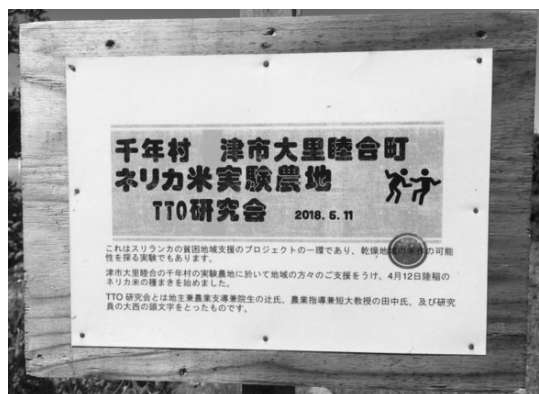 千年村　津市大里睦合町
ネリカ米実験農地
TTO研究会　2018.6.11
これはスリランカの貧困地域支援のプロジェクトの一環であり、乾燥地域の米作の可能
性を探る実験でもあります。
津市大里睦合の千年村の実験農地に於いて地域の方々のご支援をうけ、4月12日陸稲の
ネリカ米の種まきを始めました。
TTO 研究会とは地主兼農業支導兼院生の辻氏、農業指導兼短大教授の田中氏、及び研究
員の大西の頭文字をとったものです。